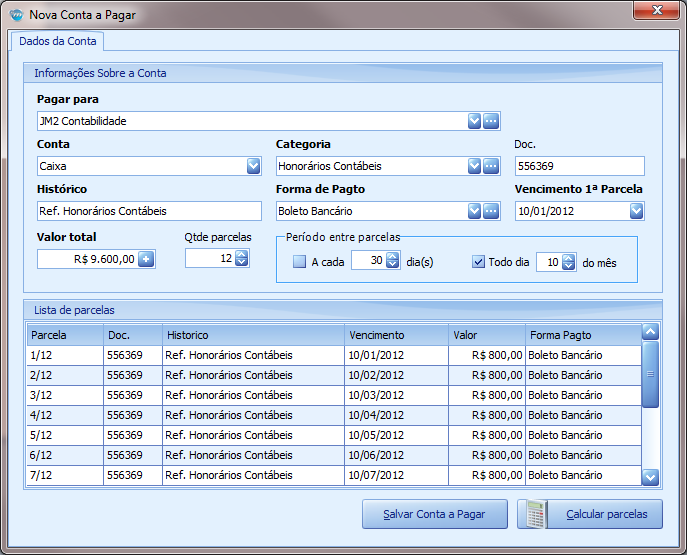 Nova Conta a Pagar
Dados da Conta
Informações Sobre a Conta
Pagar para
JM2 Contabilidade
Conta Categoria Doc.
Caixa Honorários Contábeis 556369
Histórico Forma de Pagto Vencimento 1ª Parcela
Ref. Honorários Contábeis Boleto Bancário 10/01/2012
Valor total Qtde parcelas Período entre parcelas
R$ 9.600,00 12 A cada 30 dia(s) Todo dia 10 do mês
Lista de parcelas
Parcela Doc. Historico Vencimento Valor Forma Pagto
1/12 556369 Ref. Honorários Contábeis 10/01/2012 R$ 800,00 Boleto Bancário
2/12 556369 Ref. Honorários Contábeis 10/02/2012 R$ 800,00 Boleto Bancário
3/12 556369 Ref. Honorários Contábeis 10/03/2012 R$ 800,00 Boleto Bancário
4/12 556369 Ref. Honorários Contábeis 10/04/2012 R$ 800,00 Boleto Bancário
5/12 556369 Ref. Honorários Contábeis 10/05/2012 R$ 800,00 Boleto Bancário
6/12 556369 Ref. Honorários Contábeis 10/06/2012 R$ 800,00 Boleto Bancário
7/12 556369 Ref. Honorários Contábeis 10/07/2012 R$ 800,00 Boleto Bancário
Salvar Conta a Pagar Calcular parcelas